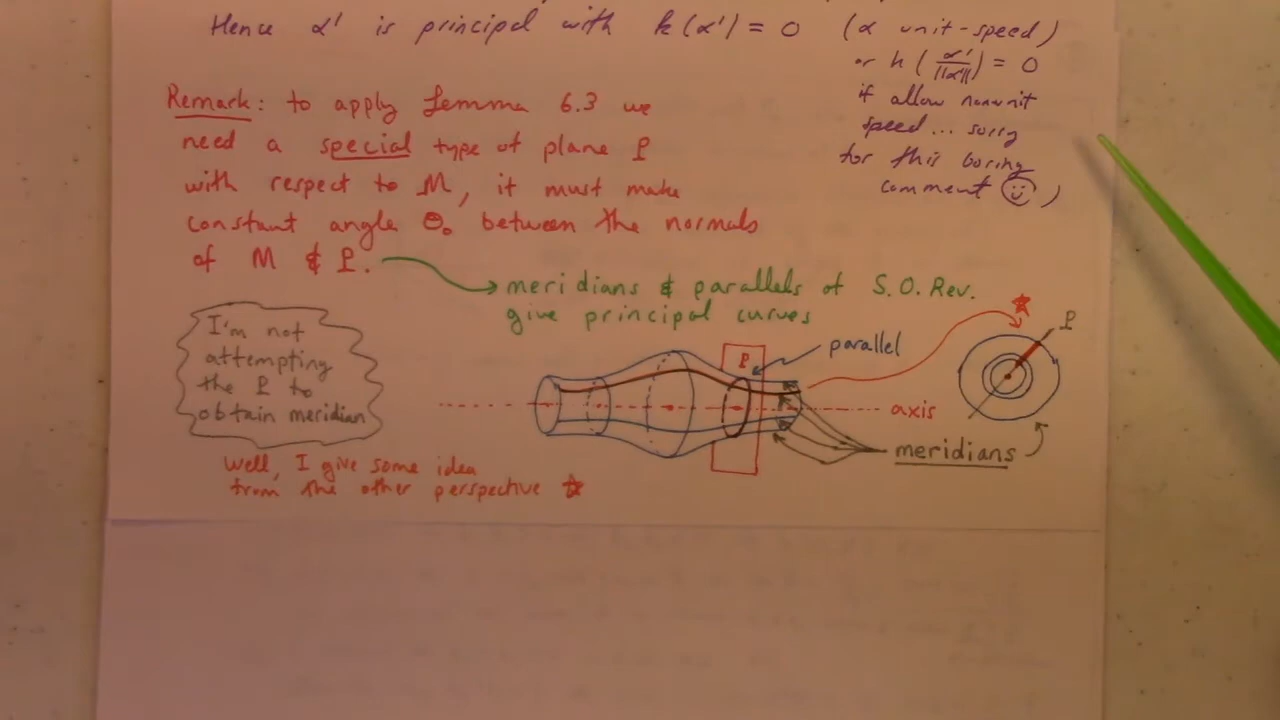 Hence α' is principal with k(α') = 0 (α unit-speed)
or k(α'/||α'||) = 0
if allow nonunit
speed... sorry
for this boring
comment ☺)
Remark: to apply Lemma 6.3 we
need a special type of plane P
with respect to M, it must make
constant angle θ₀ between the normals
of M & P.
meridians & parallels of S.O.Rev.
give principal curves
I'm not
attempting
the P to
obtain meridian
Well, I give some idea
from the other perspective ☆
P
parallel
axis
meridians
☆
P